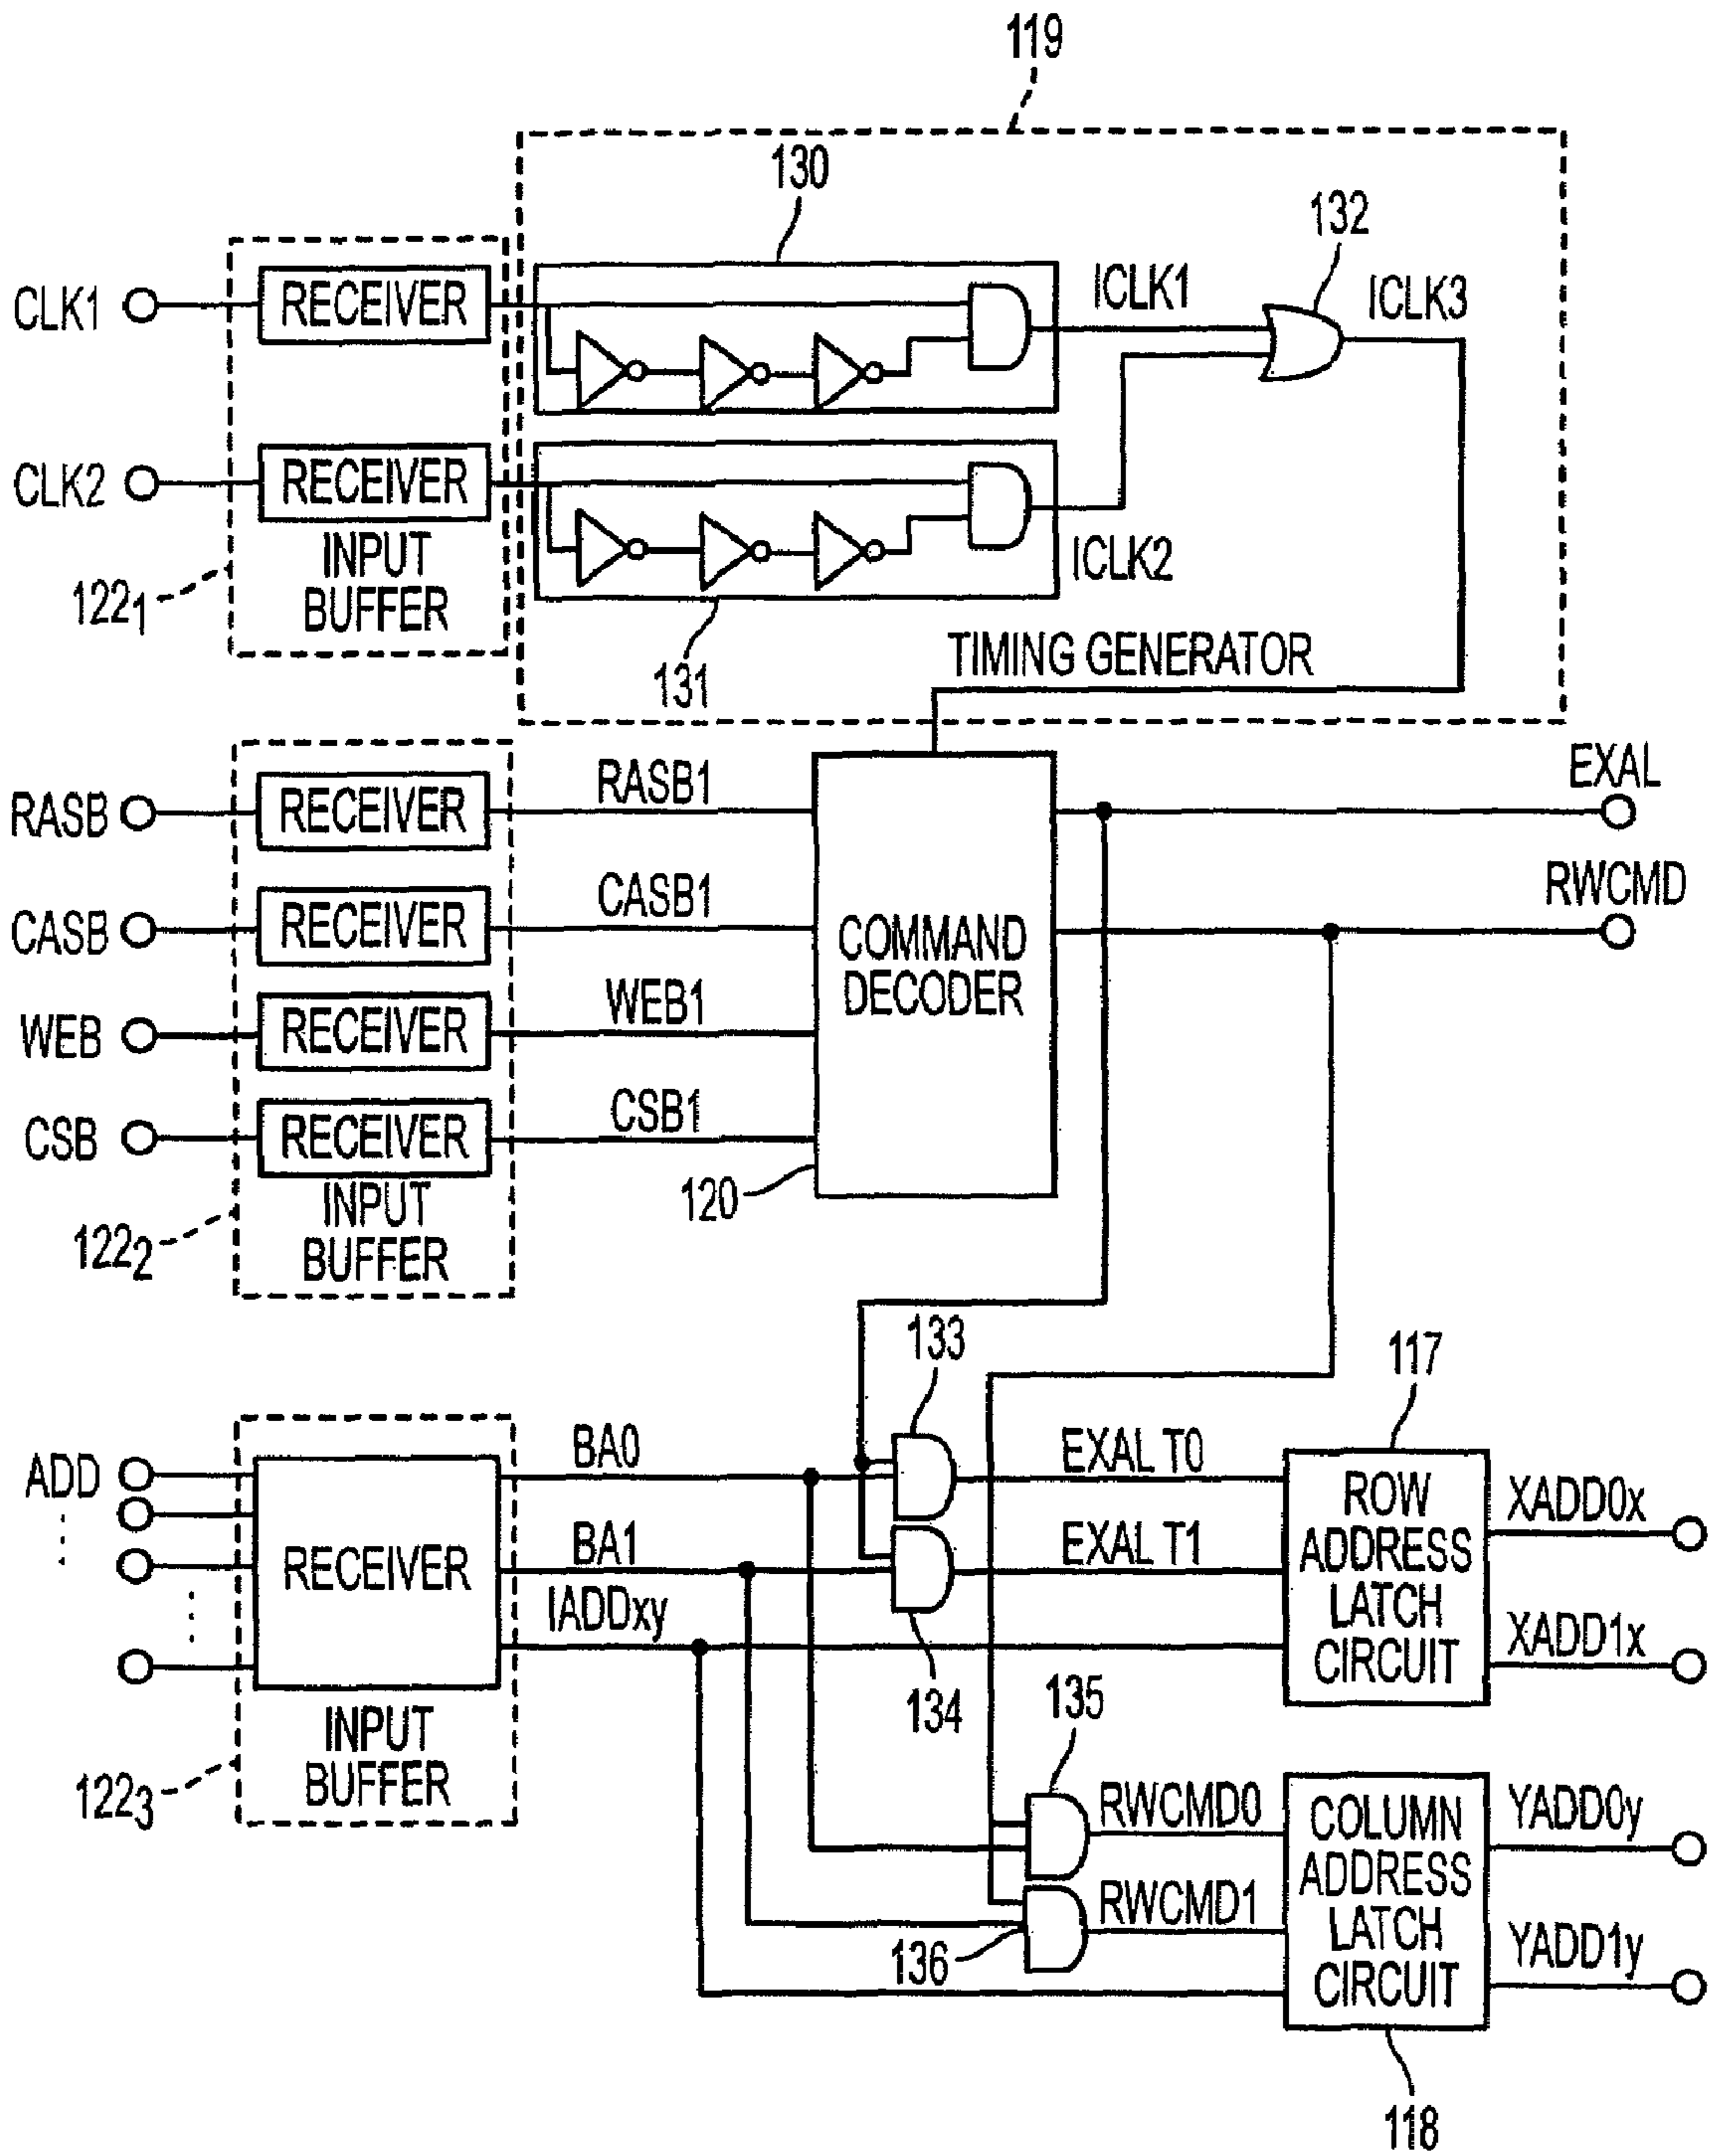 119
130
132
CLK1
RECEIVER
ICLK1
ICLK3
CLK2
RECEIVER
INPUT
BUFFER
122₁
ICLK2
131
TIMING GENERATOR
RASB
RECEIVER
RASB1
EXAL
CASB
RECEIVER
CASB1
COMMAND
DECODER
RWCMD
WEB
RECEIVER
WEB1
CSB
RECEIVER
CSB1
120
INPUT
BUFFER
122₂
133
117
ADD
RECEIVER
BA0
EXAL T0
BA1
EXAL T1
IADDxy
ROW
ADDRESS
LATCH
CIRCUIT
XADD0x
XADD1x
134
135
INPUT
BUFFER
122₃
RWCMD0
RWCMD1
136
COLUMN
ADDRESS
LATCH
CIRCUIT
YADD0y
YADD1y
118